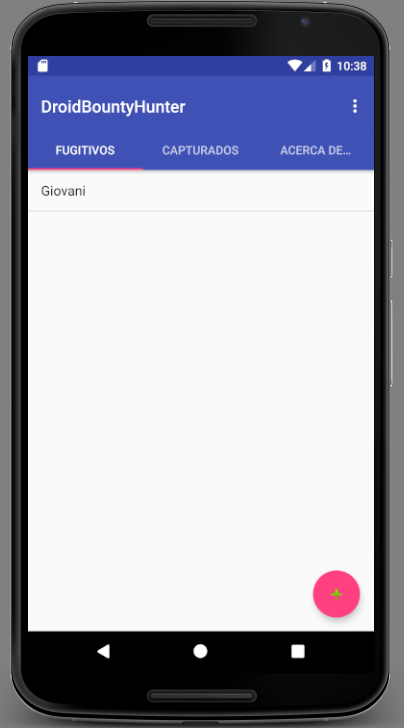 10:38
DroidBountyHunter
FUGITIVOS CAPTURADOS ACERCA DE...
Giovani
+